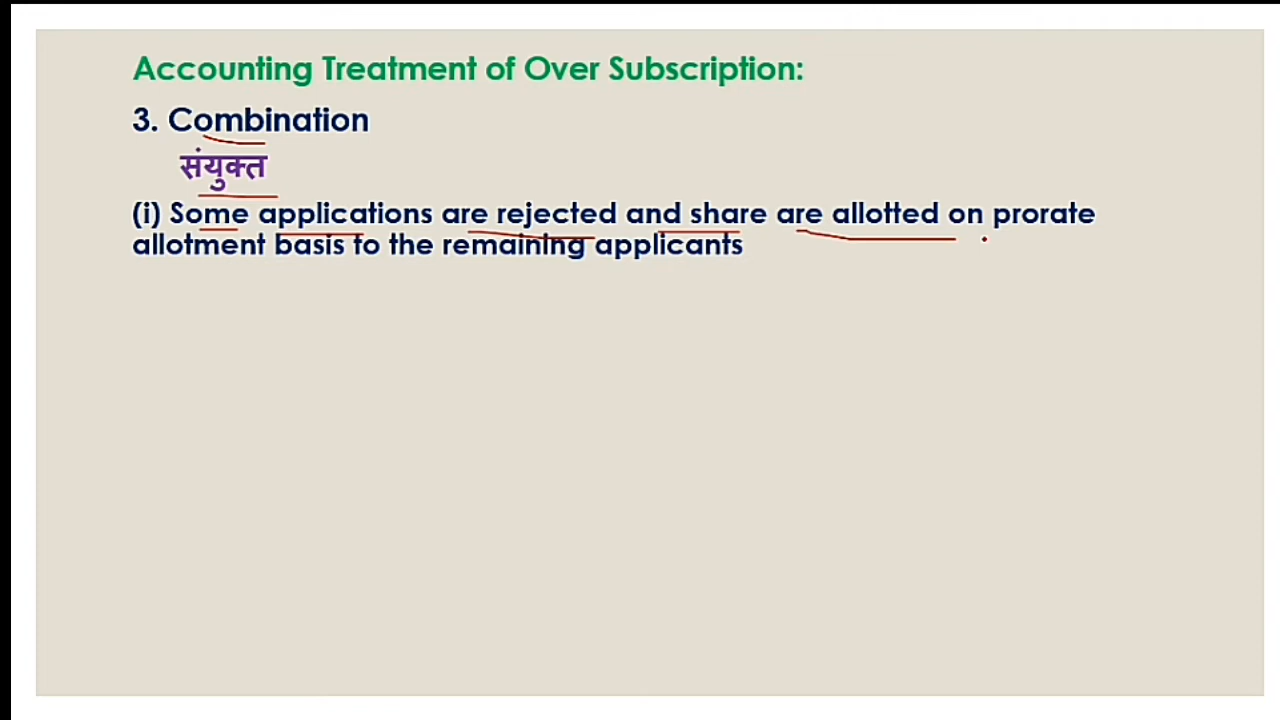 Accounting Treatment of Over Subscription:
3. Combination
संयुक्त
(i) Some applications are rejected and share are allotted on prorate
allotment basis to the remaining applicants